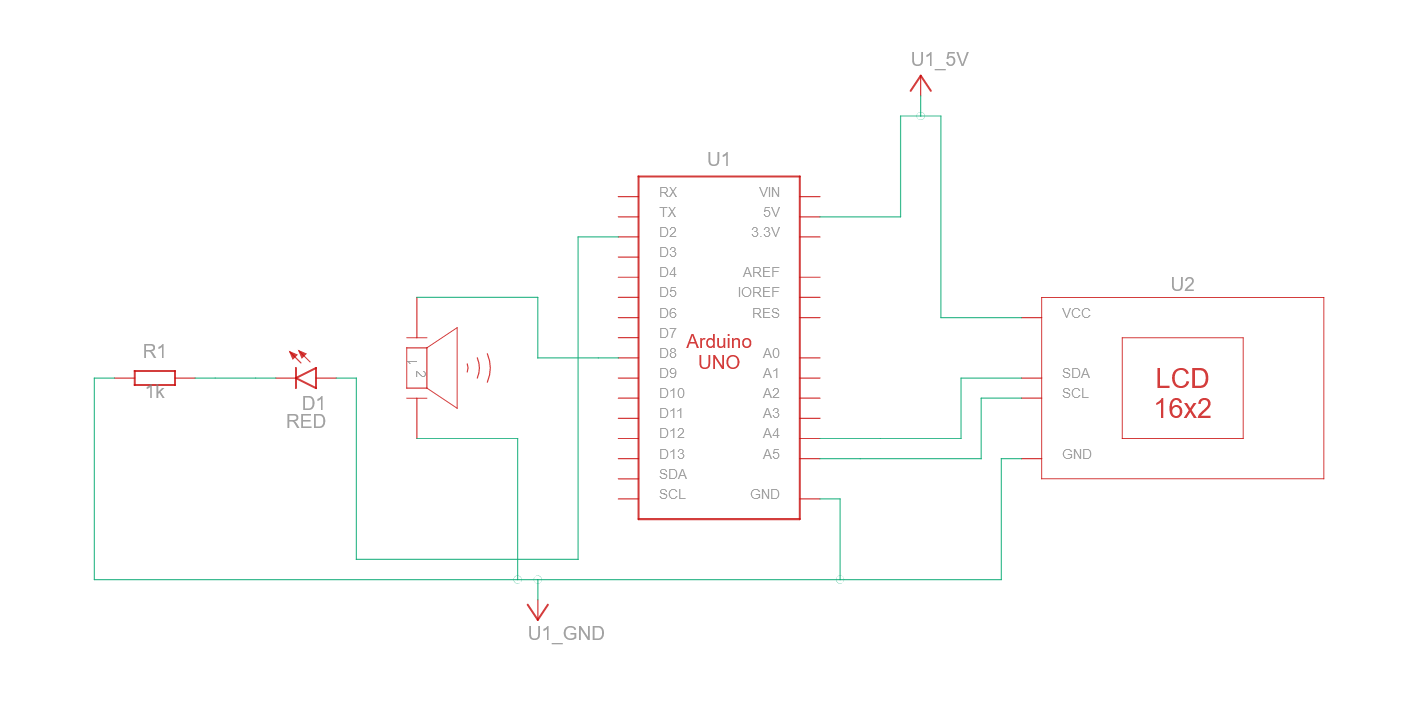 U1_5V
U1
RX
TX
D2
D3
D4
D5
D6
D7
D8
D9
D10
D11
D12
D13
SDA
SCL
VIN
5V
3.3V
AREF
IOREF
RES
A0
A1
A2
A3
A4
A5
GND
Arduino
UNO
U2
VCC
SDA
SCL
GND
LCD
16x2
R1
1k
D1
RED
1
2
U1_GND